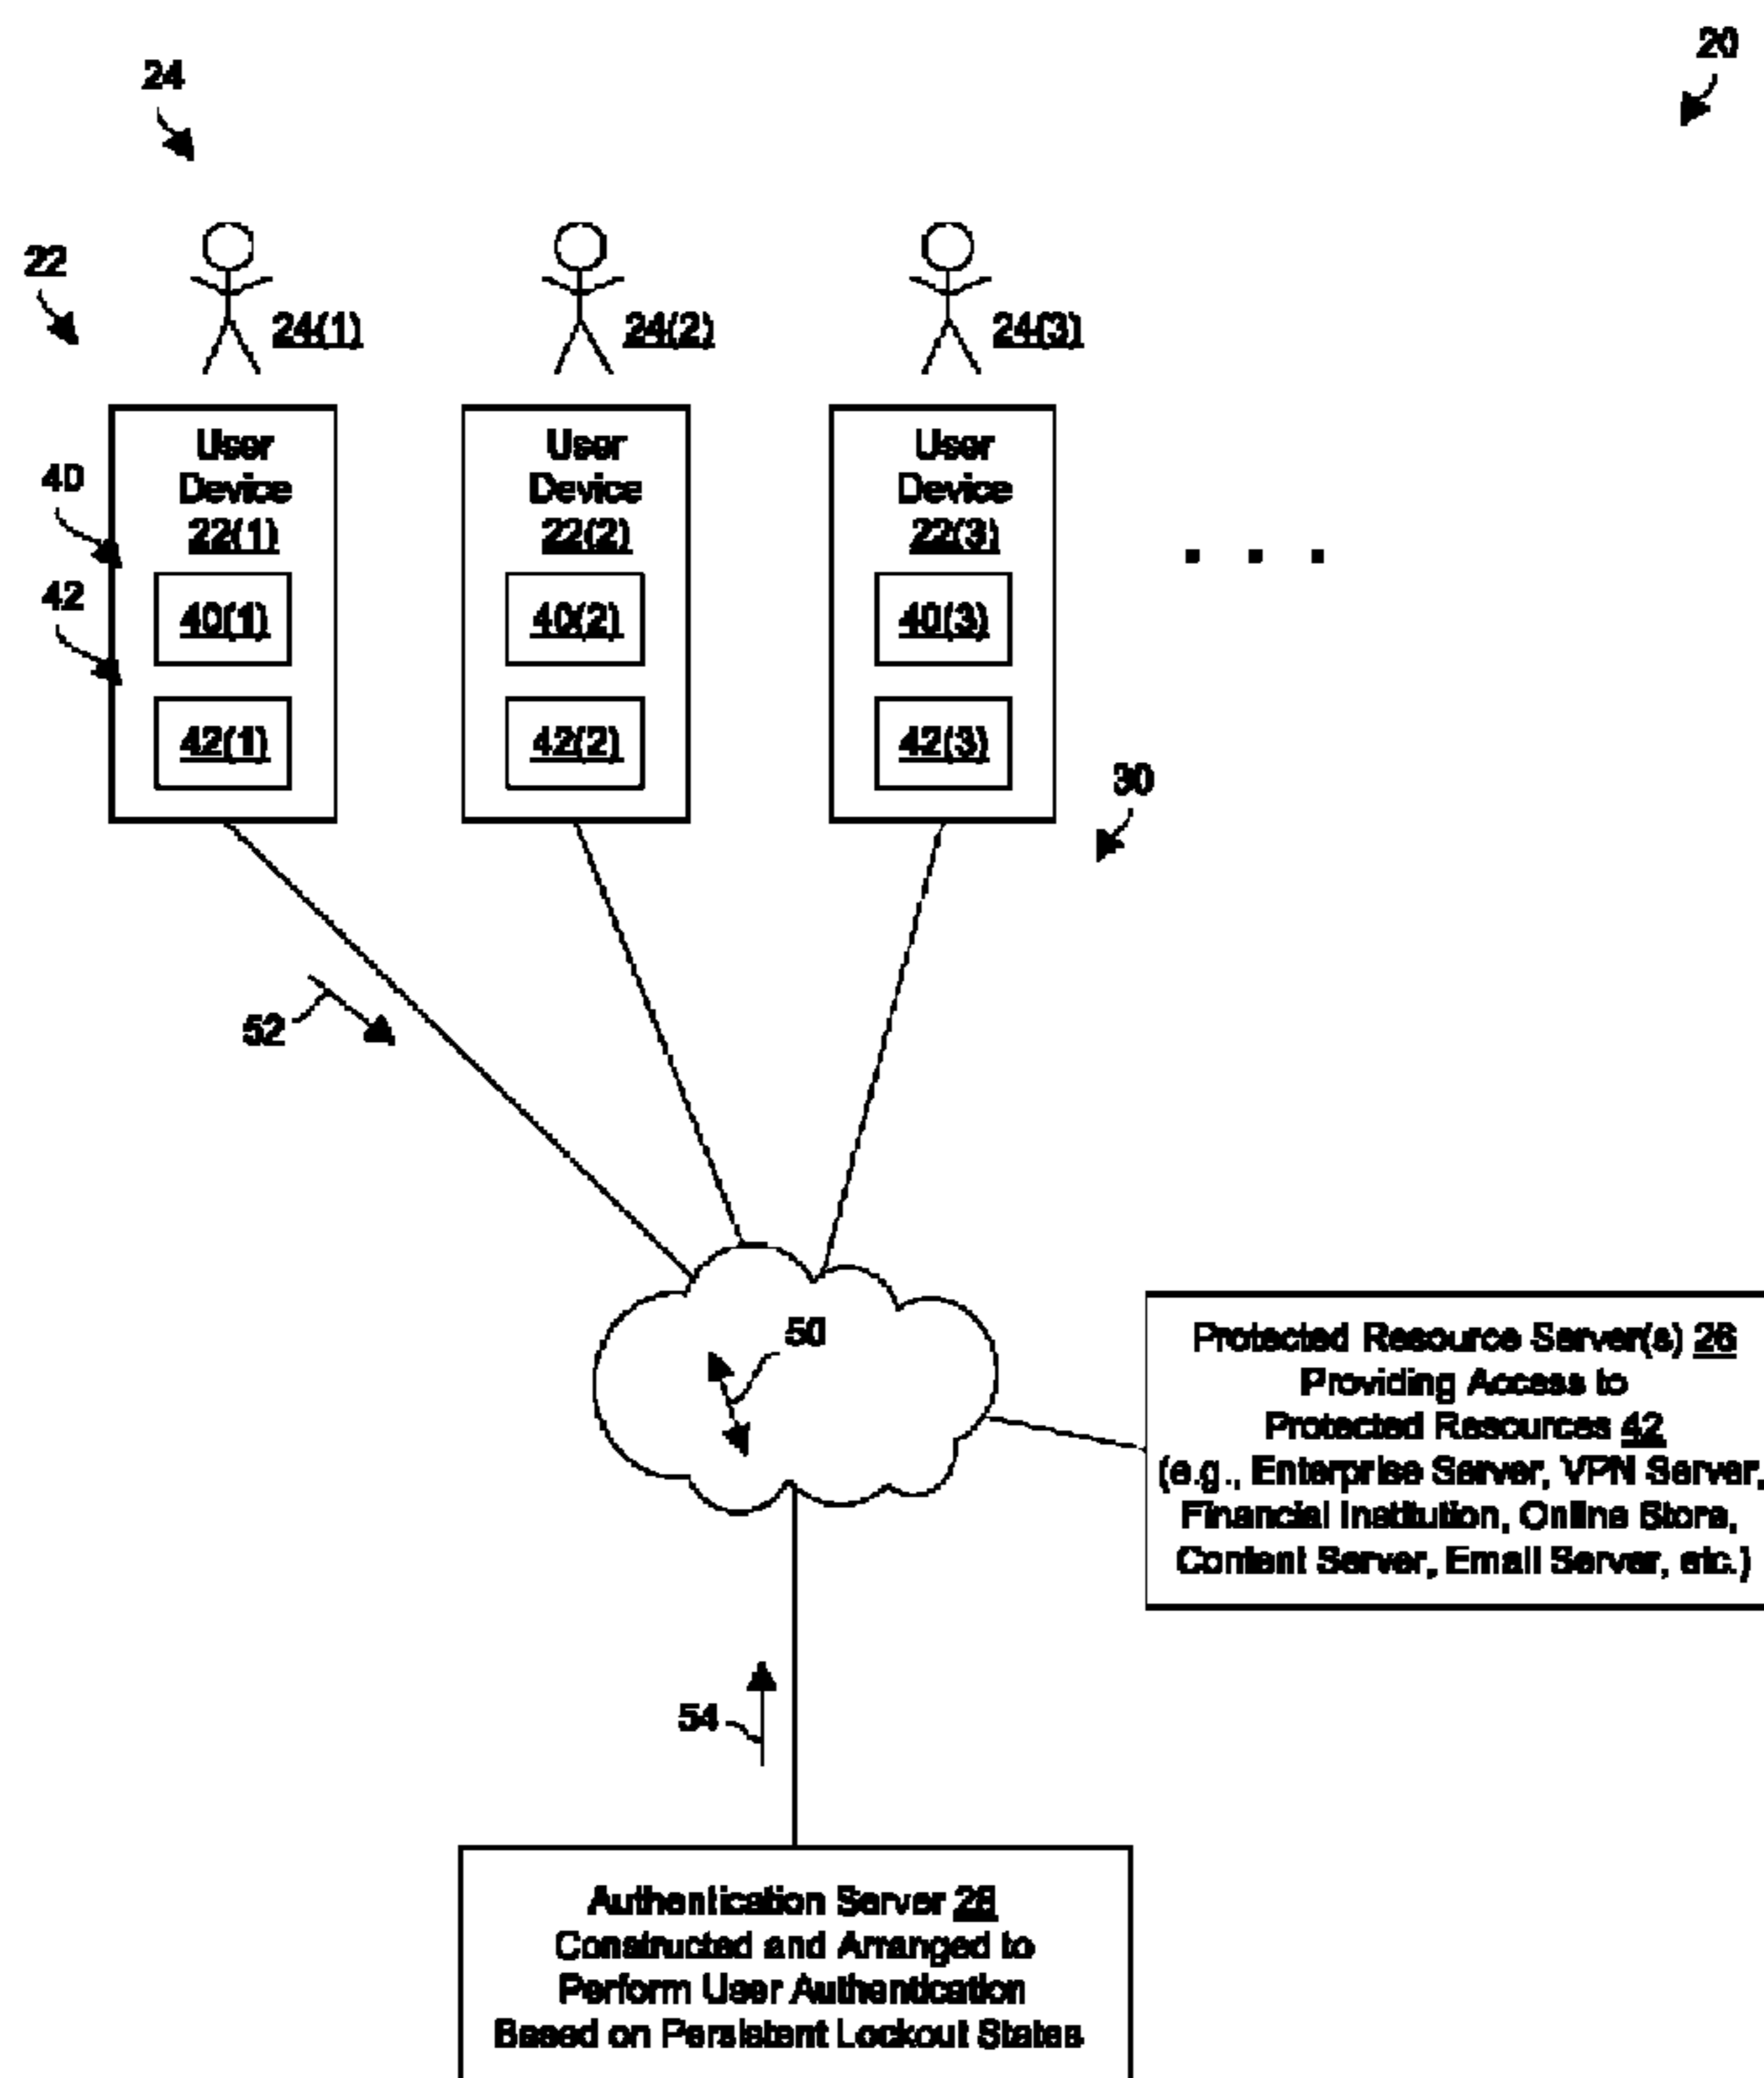 20
24
22
24(1)
24(2)
24(3)
User
Device
22(1)
User
Device
22(2)
User
Device
22(3)
. . .
40
40(1)
40(2)
40(3)
42
42(1)
42(2)
42(3)
30
52
50
Protected Resource Server(s) 26
Providing Access to
Protected Resources 42
(e.g., Enterprise Server, VPN Server,
Financial Institution, Online Store,
Content Server, Email Server, etc.)
54
Authentication Server 28
Constructed and Arranged to
Perform User Authentication
Based on Persistent Lockout States